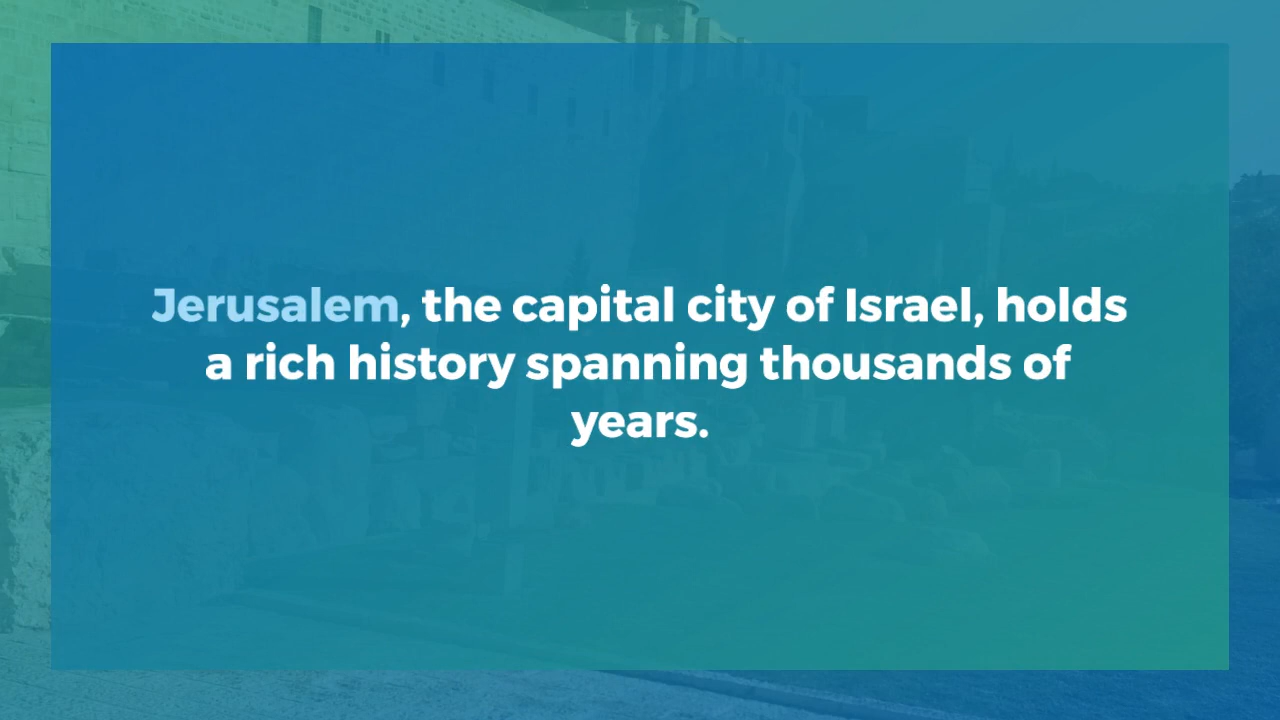 Jerusalem, the capital city of Israel, holds
a rich history spanning thousands of
years.